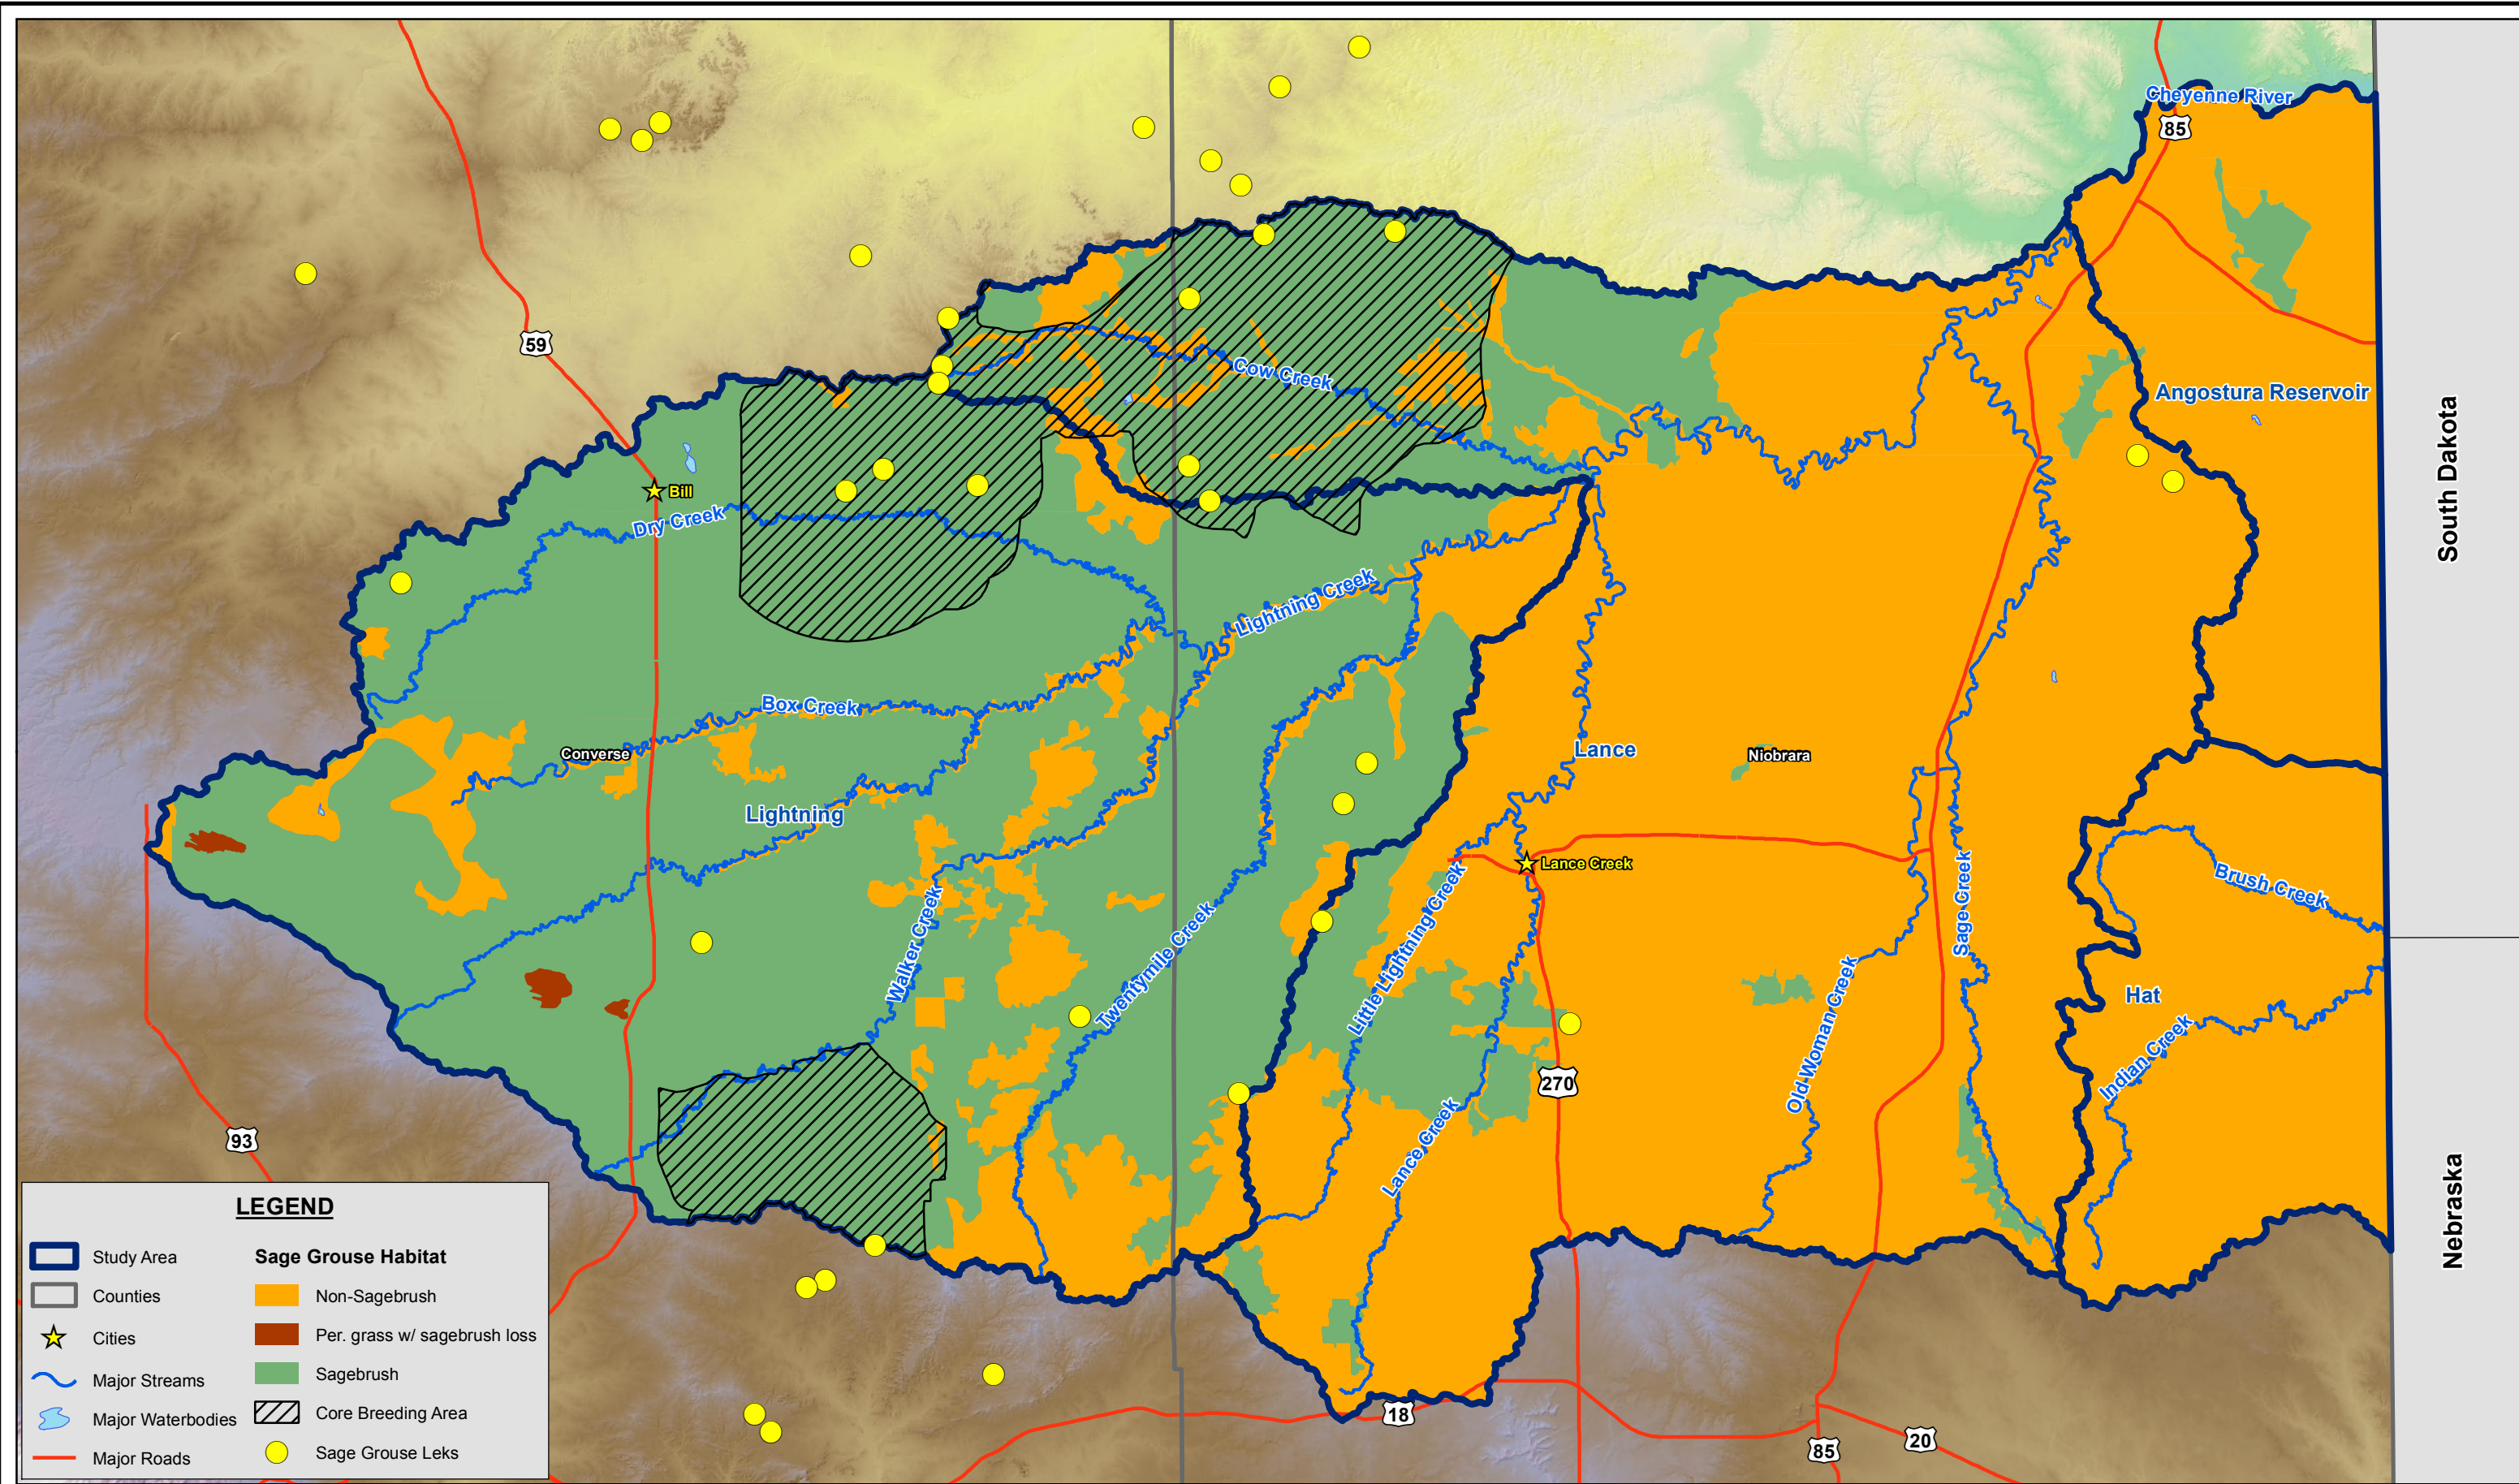 Cheyenne River
85
59
Cow Creek
Angostura Reservoir
South Dakota
Bill
Dry Creek
Lightning Creek
Box Creek
Converse
Lance
Niobrara
Lightning
Lance Creek
Walker Creek
Twentymile Creek
Little Lightning Creek
Sage Creek
Brush Creek
Old Woman Creek
Hat
Indian Creek
270
Lance Creek
93
Nebraska
18
85
20
LEGEND
Study Area
Counties
Cities
Major Streams
Major Waterbodies
Major Roads
Sage Grouse Habitat
Non-Sagebrush
Per. grass w/ sagebrush loss
Sagebrush
Core Breeding Area
Sage Grouse Leks